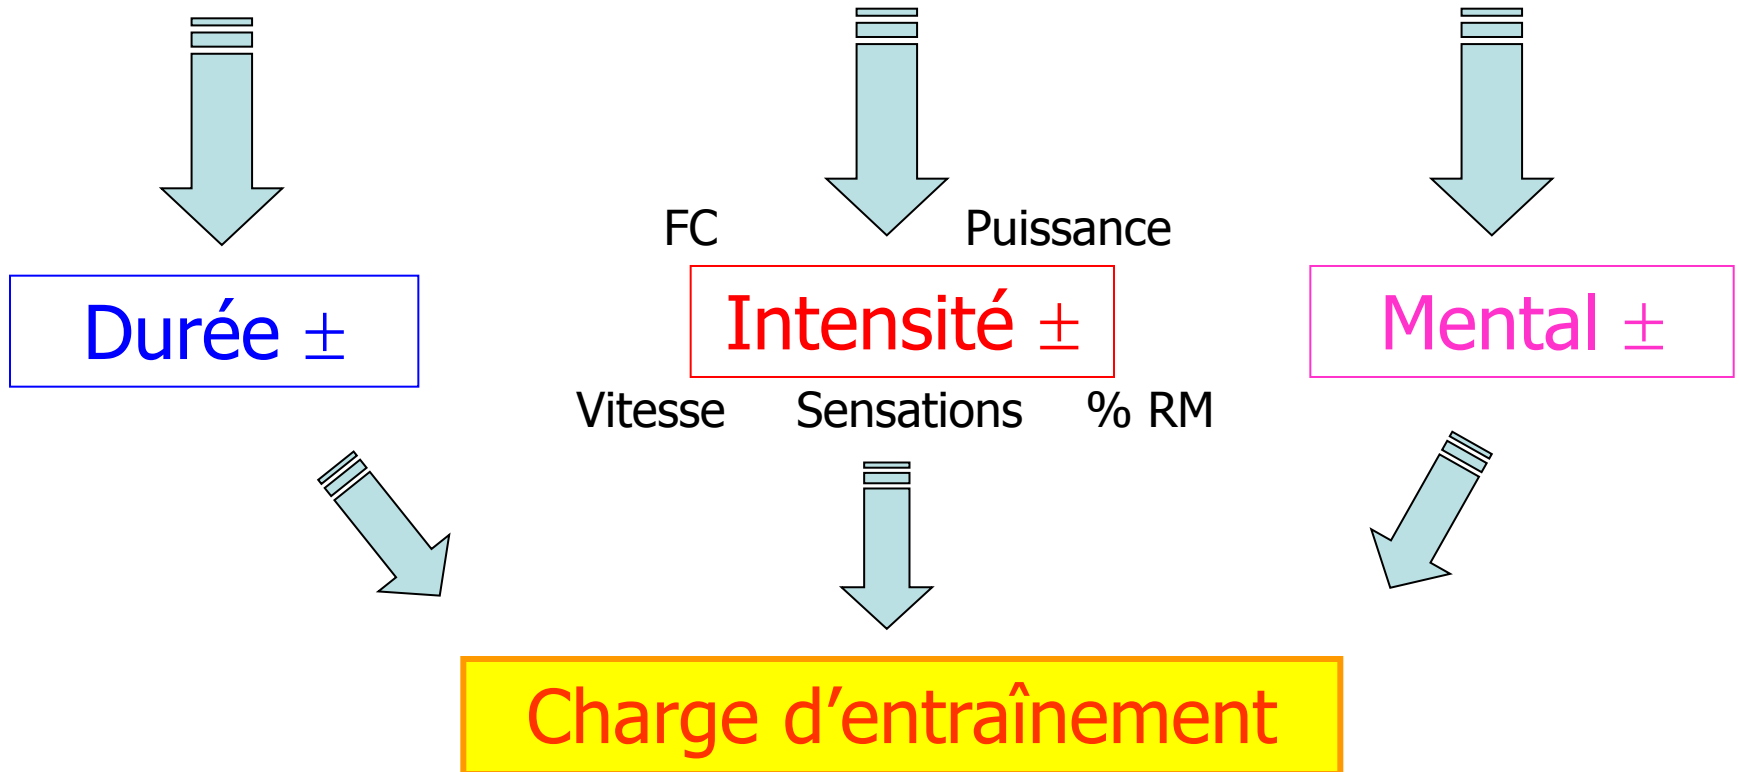 FC Puissance
Durée ± Intensité ± Mental ±
Vitesse Sensations % RM
Charge d’entraînement